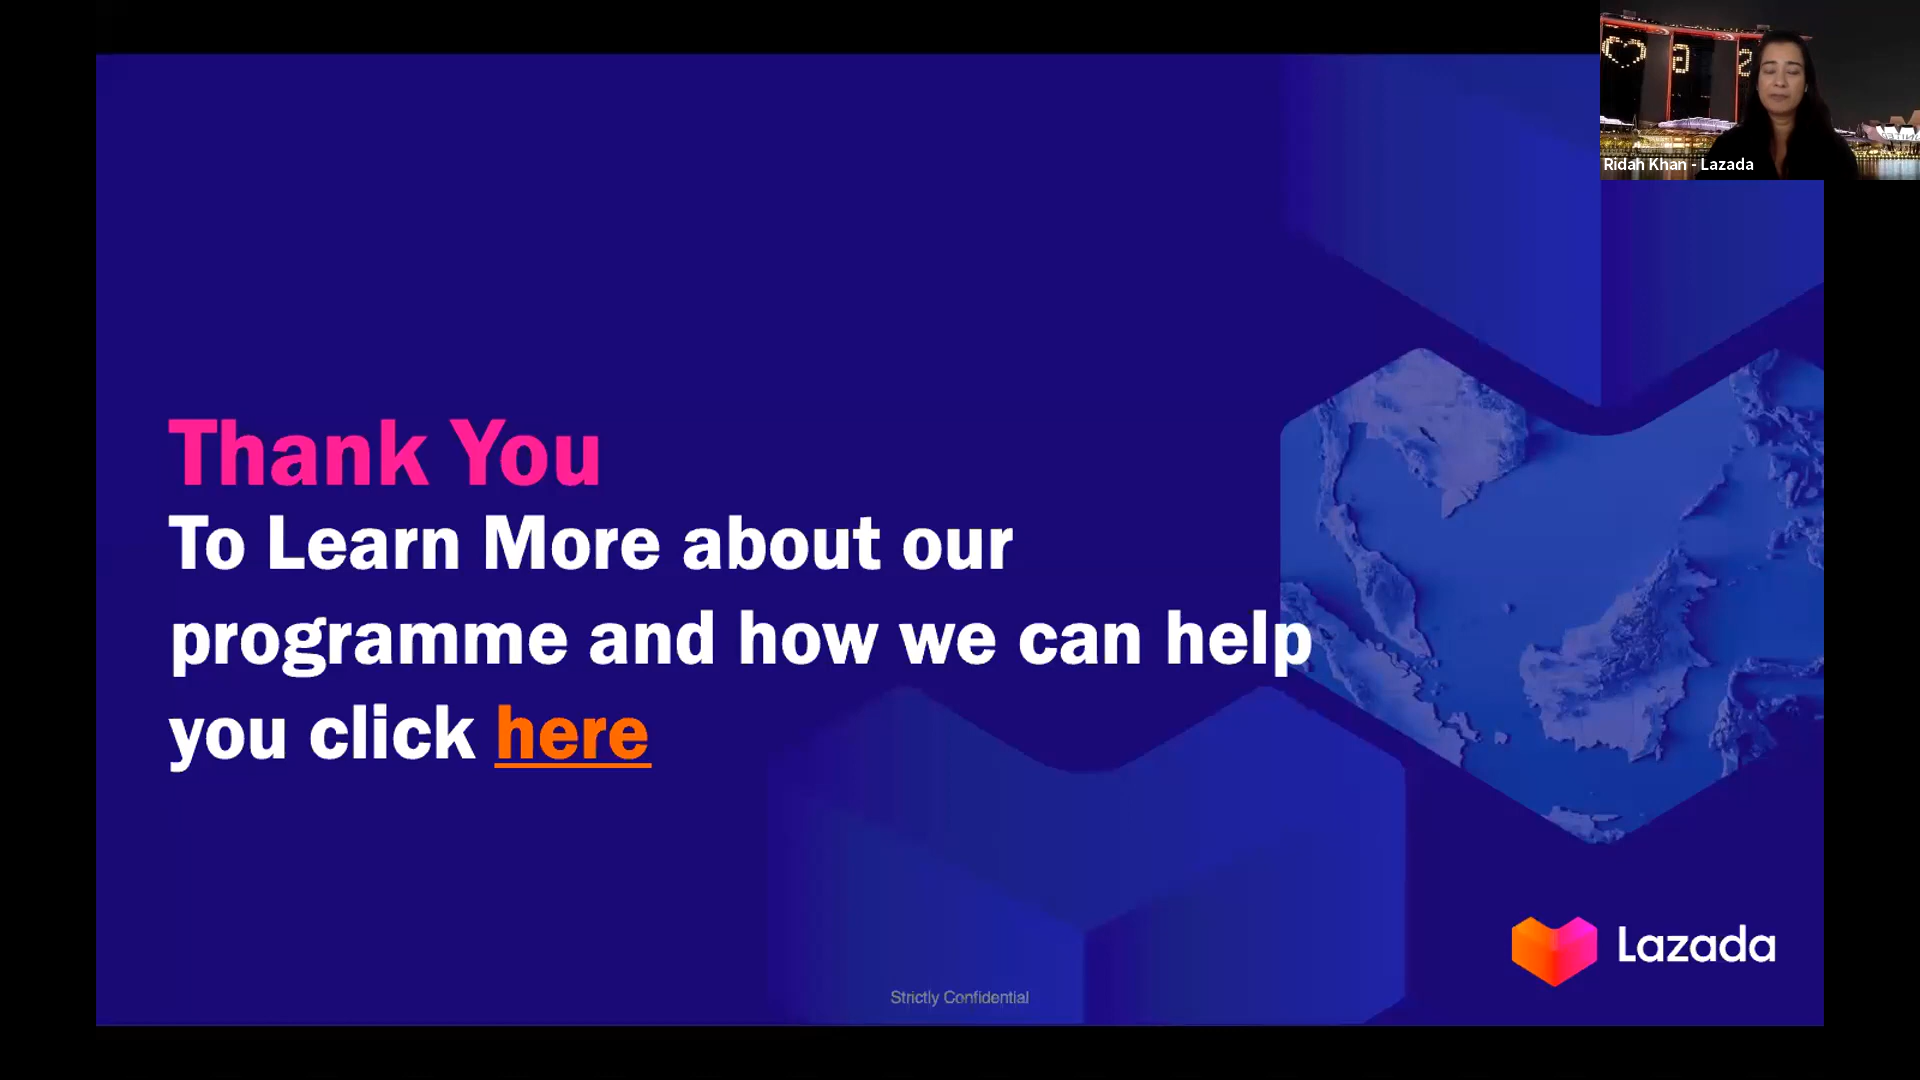 Ridah Khan - Lazada
Thank You
To Learn More about our
programme and how we can help
you click here
Lazada
Strictly Confidential